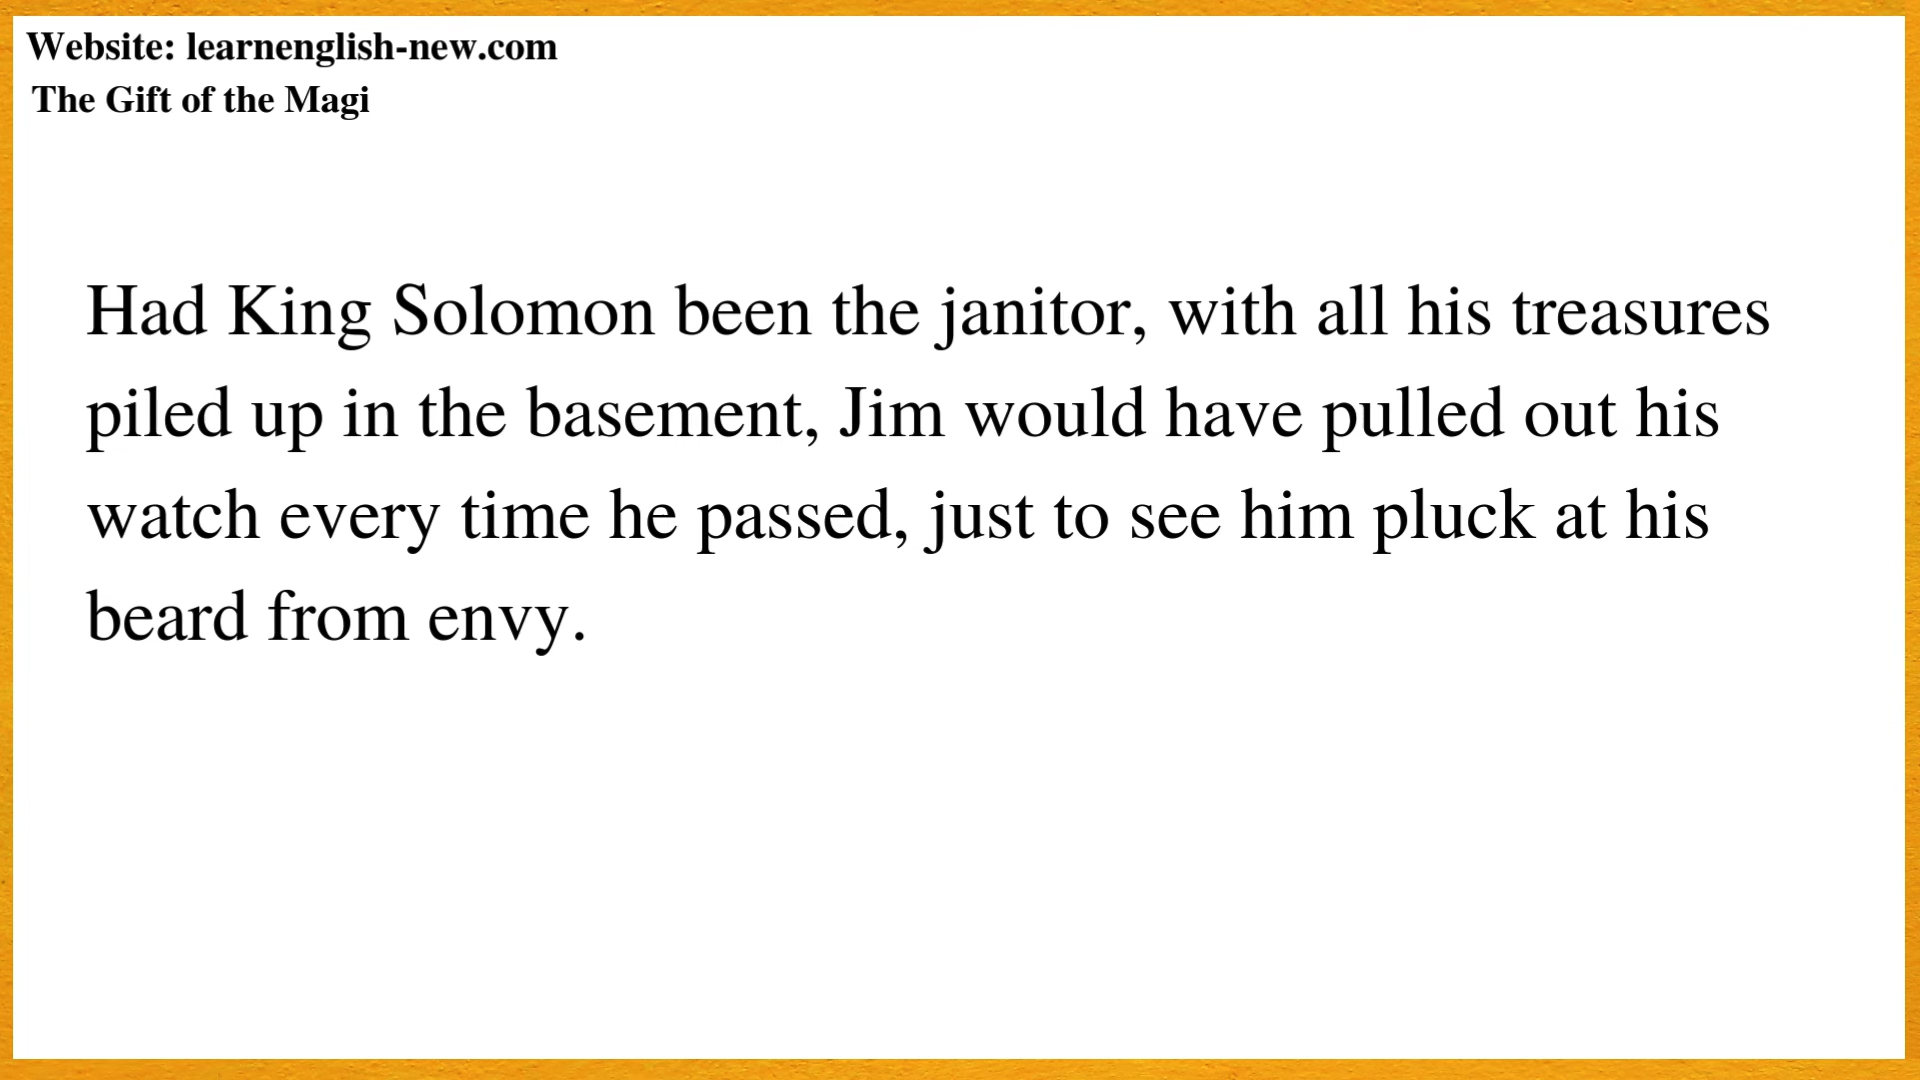 Website: learnenglish-new.com
The Gift of the Magi
Had King Solomon been the janitor, with all his treasures
piled up in the basement, Jim would have pulled out his
watch every time he passed, just to see him pluck at his
beard from envy.